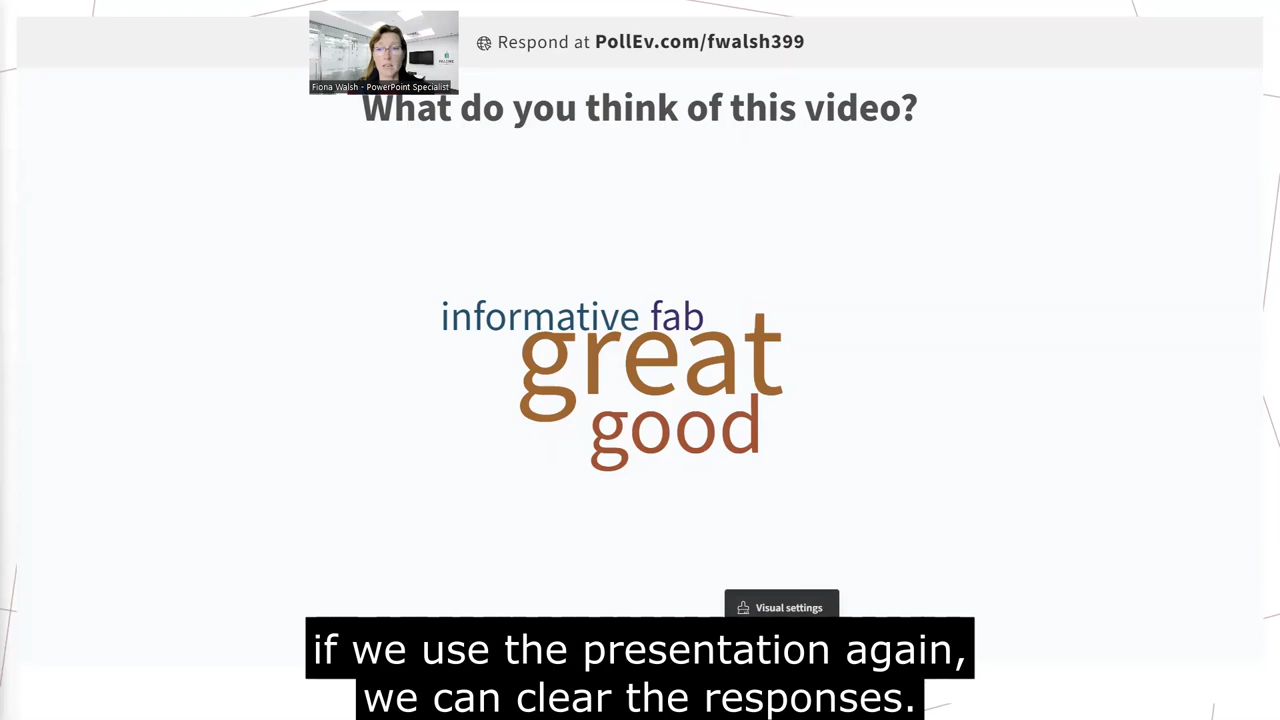 Respond at PollEv.com/fwalsh399
Fiona Walsh - PowerPoint Specialist
What do you think of this video?
informative fab
great
good
Visual settings
if we use the presentation again,
we can clear the responses.